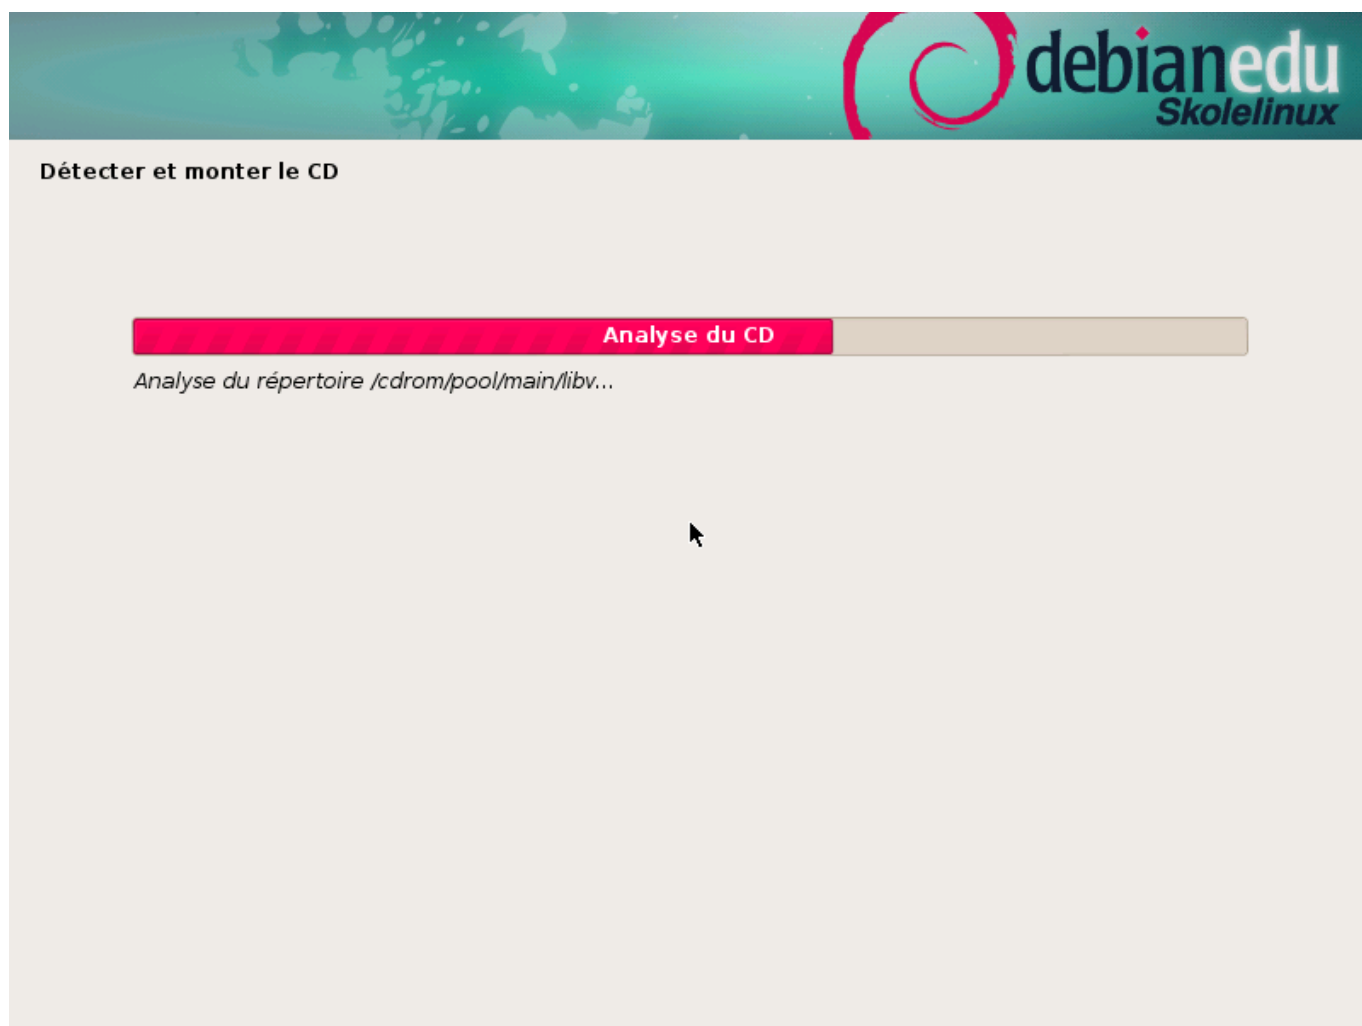 debianedu
Skolelinux
Détecter et monter le CD
Analyse du CD
Analyse du répertoire /cdrom/pool/main/libv...